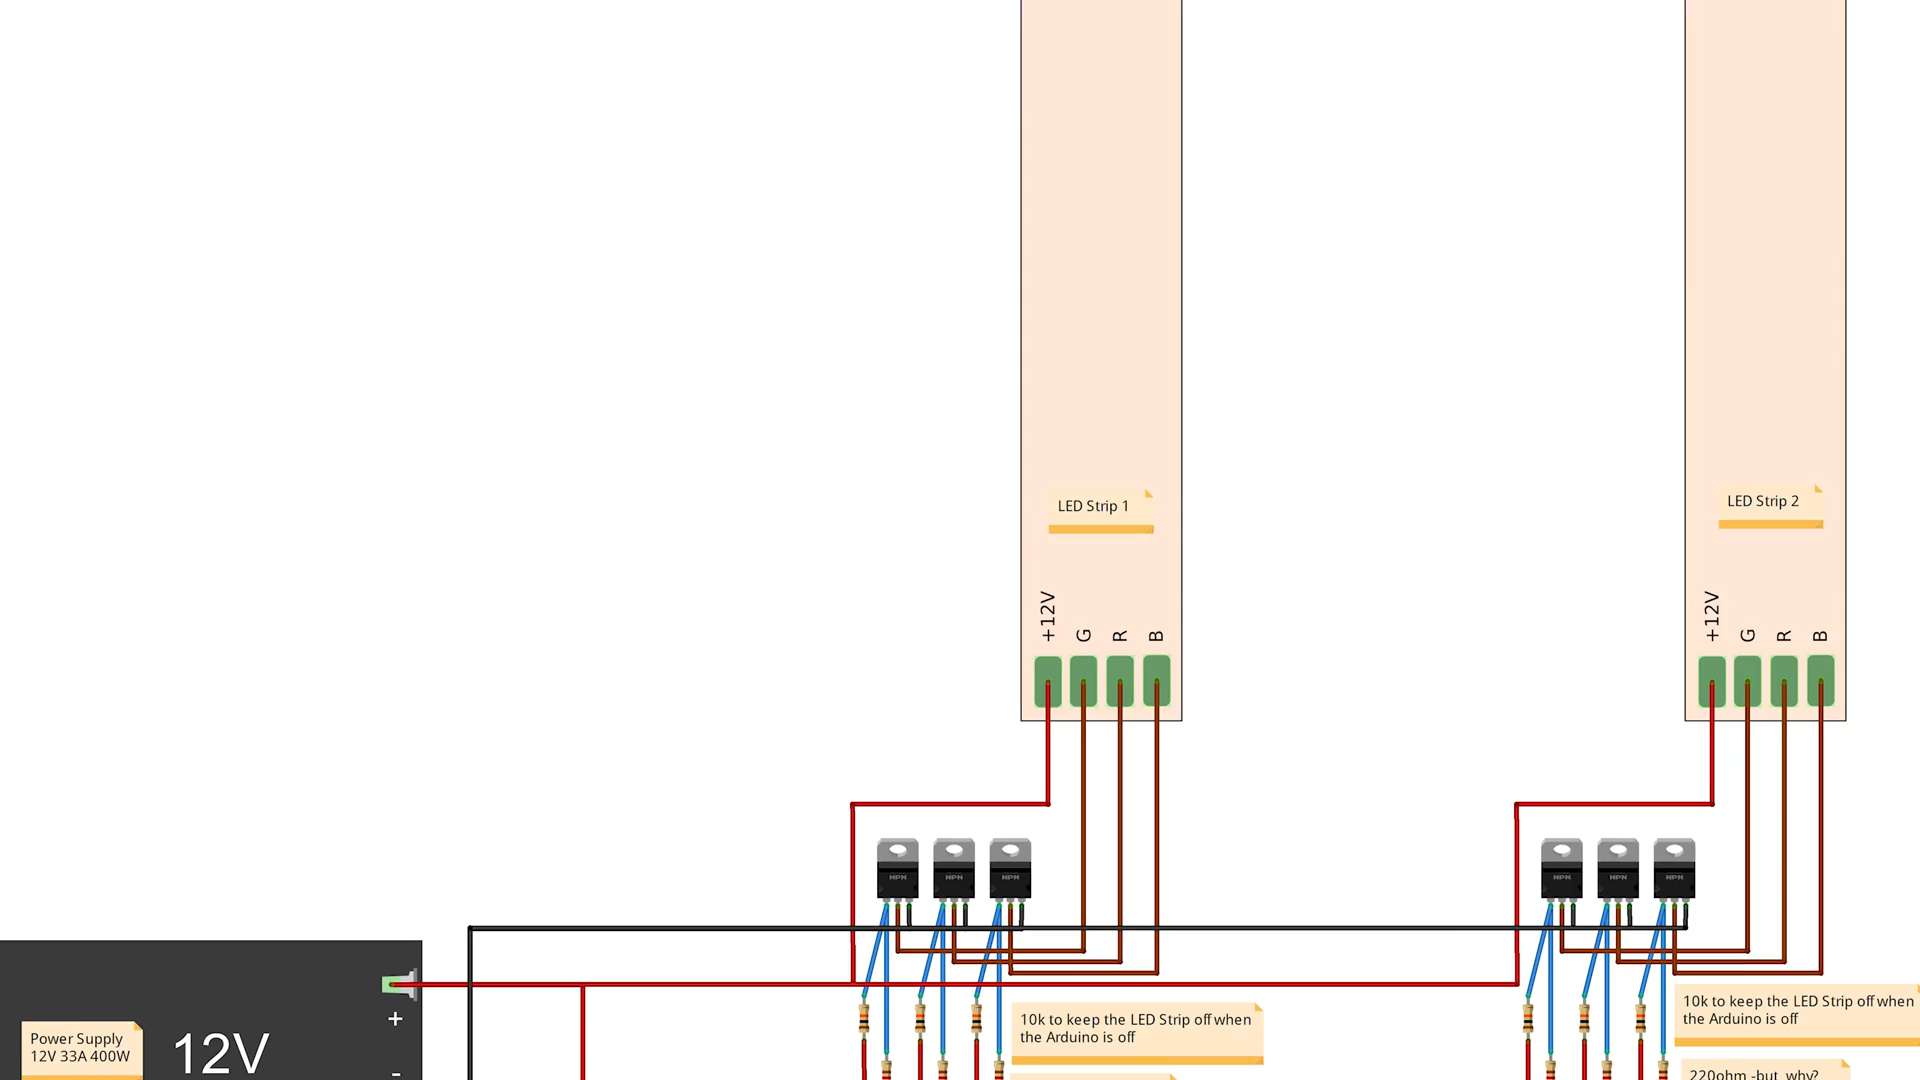 LED Strip 1
LED Strip 2
+12V
G
R
B
+12V
G
R
B
NPN
NPN
NPN
NPN
NPN
NPN
+
-
Power Supply
12V 33A 400W
12V
10k to keep the LED Strip off when
the Arduino is off
10k to keep the LED Strip off when
the Arduino is off
220ohm -but why?